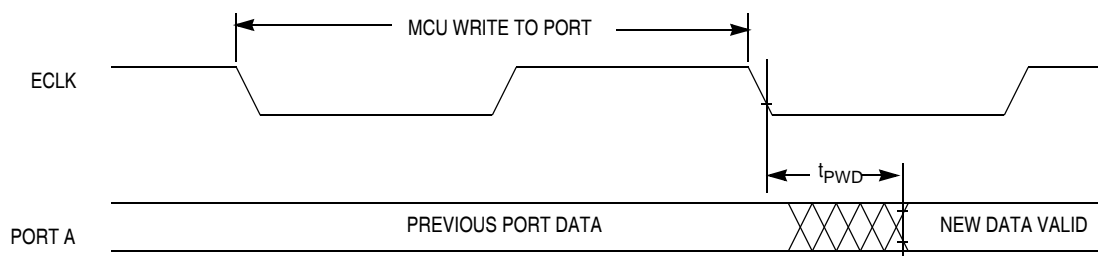 MCU WRITE TO PORT
ECLK
tPWD
PORT A
PREVIOUS PORT DATA
NEW DATA VALID